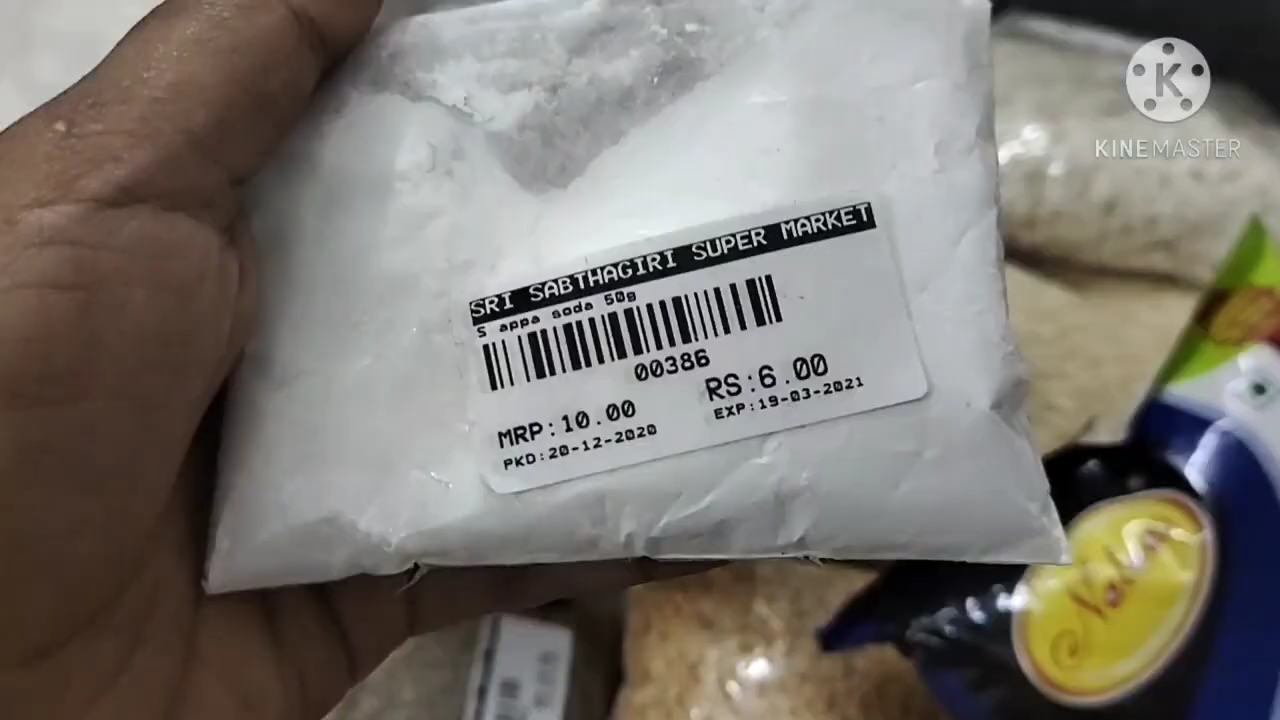 K
KINEMASTER
SRI SABTHAGIRI SUPER MARKET
S appa soda 50g
00386
MRP:10.00
RS:6.00
PKD:20-12-2020
EXP:19-03-2021